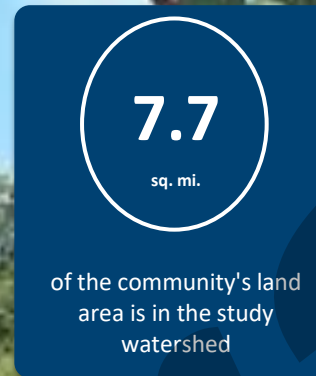 7.7
sq. mi.
of the community's land
area is in the study
watershed